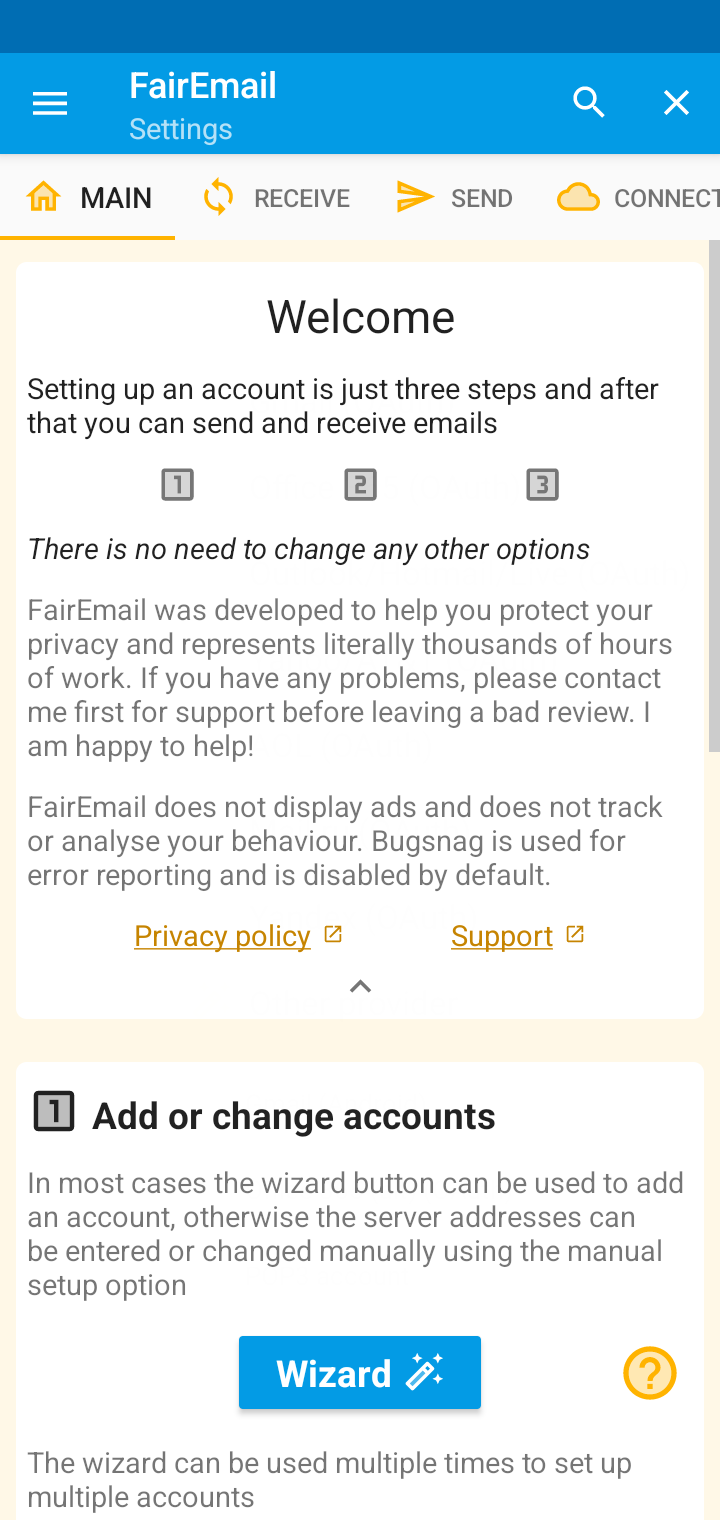 FairEmail
Settings
MAIN RECEIVE SEND CONNECT
Welcome
Setting up an account is just three steps and after
that you can send and receive emails
1 2 3
There is no need to change any other options
FairEmail was developed to help you protect your
privacy and represents literally thousands of hours
of work. If you have any problems, please contact
me first for support before leaving a bad review. I
am happy to help!
FairEmail does not display ads and does not track
or analyse your behaviour. Bugsnag is used for
error reporting and is disabled by default.
Privacy policy Support
1 Add or change accounts
In most cases the wizard button can be used to add
an account, otherwise the server addresses can
be entered or changed manually using the manual
setup option
Wizard ?
The wizard can be used multiple times to set up
multiple accounts